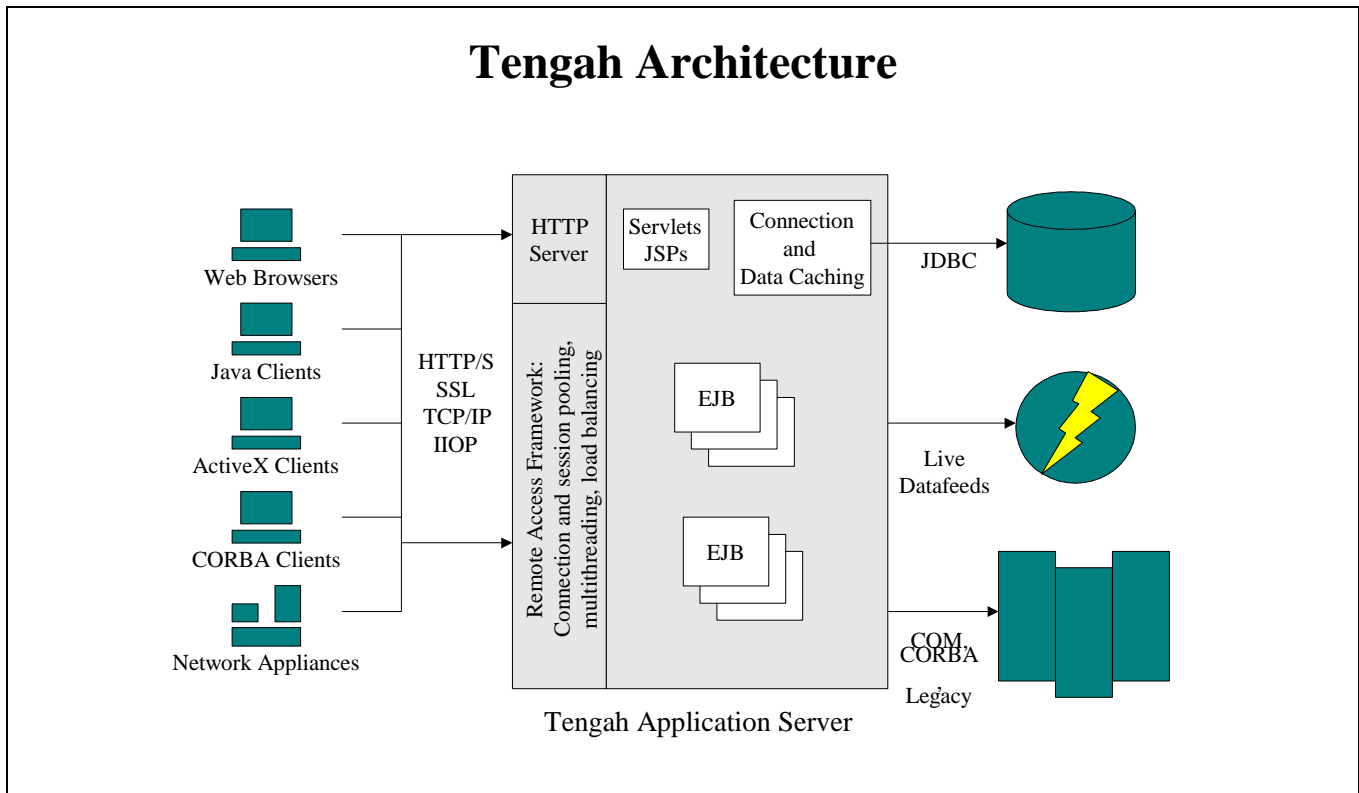 Tengah Architecture
Web Browsers
Java Clients
ActiveX Clients
CORBA Clients
Network Appliances
HTTP/S
SSL
TCP/IP
IIOP
HTTP
Server
Remote Access Framework:
Connection and session pooling,
multithreading, load balancing
Servlets
JSPs
Connection
and
Data Caching
EJB
EJB
JDBC
Live
Datafeeds
COM,
CORBA
,
Legacy
Tengah Application Server